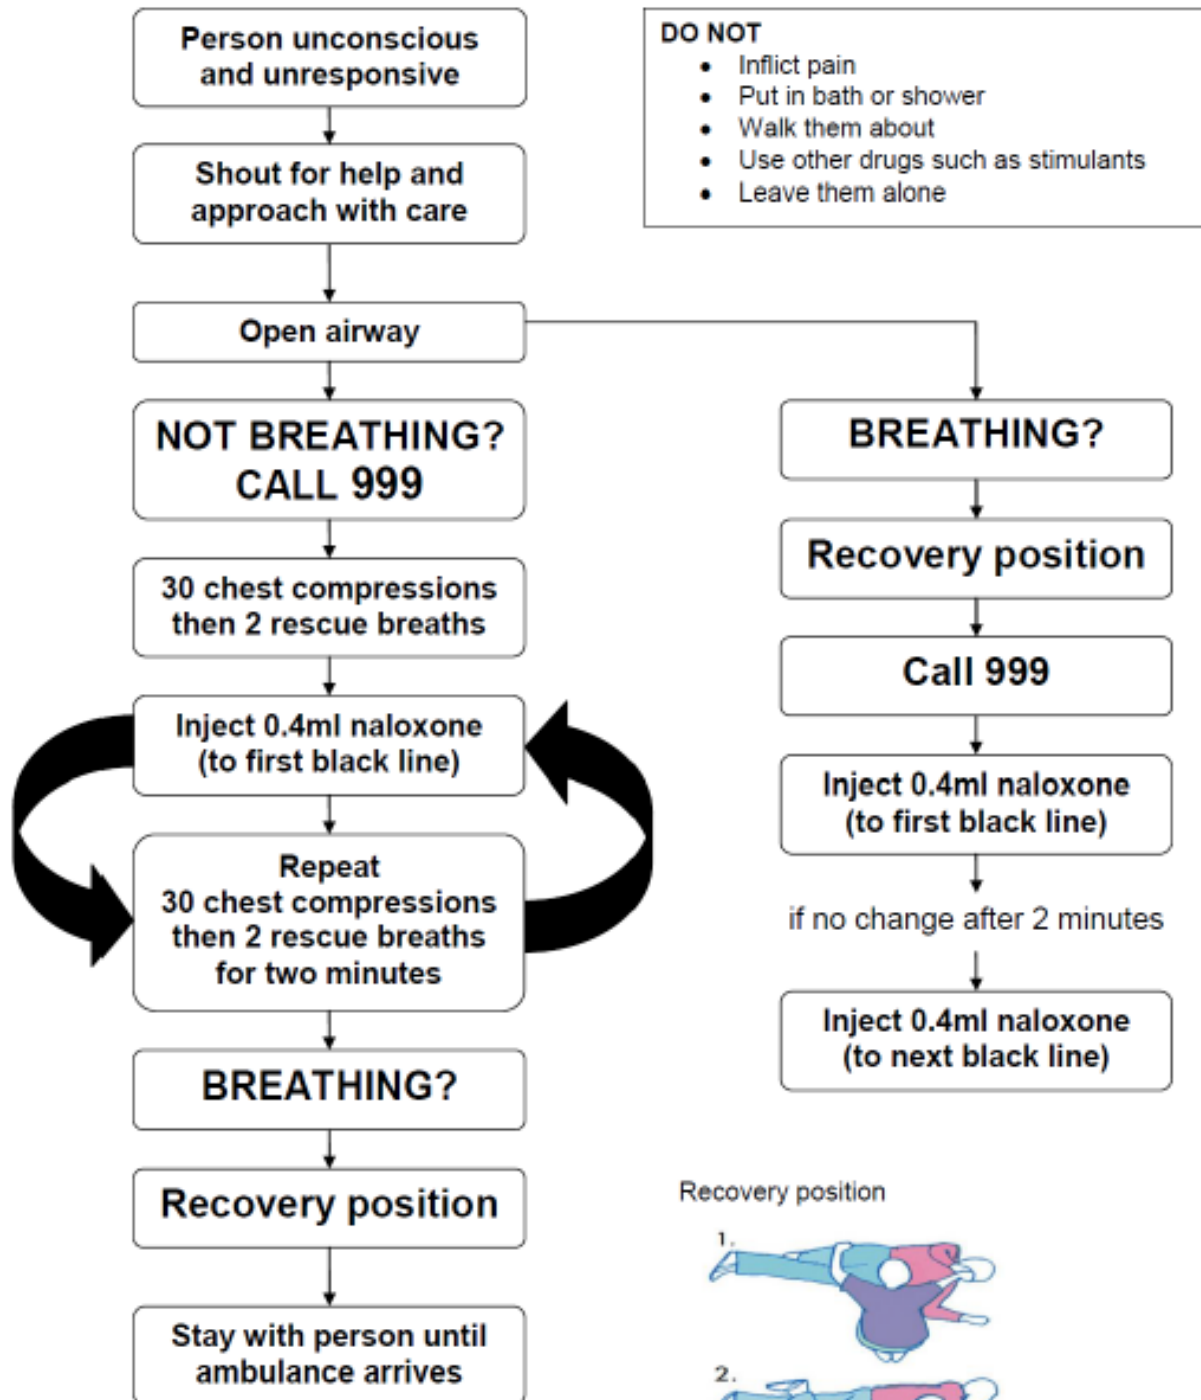 Person unconscious
and unresponsive
Shout for help and
approach with care
Open airway
NOT BREATHING?
CALL 999
30 chest compressions
then 2 rescue breaths
Inject 0.4ml naloxone
(to first black line)
Repeat
30 chest compressions
then 2 rescue breaths
for two minutes
BREATHING?
Recovery position
Stay with person until
ambulance arrives
DO NOT
• Inflict pain
• Put in bath or shower
• Walk them about
• Use other drugs such as stimulants
• Leave them alone
BREATHING?
Recovery position
Call 999
Inject 0.4ml naloxone
(to first black line)
if no change after 2 minutes
Inject 0.4ml naloxone
(to next black line)
Recovery position
1.
2.